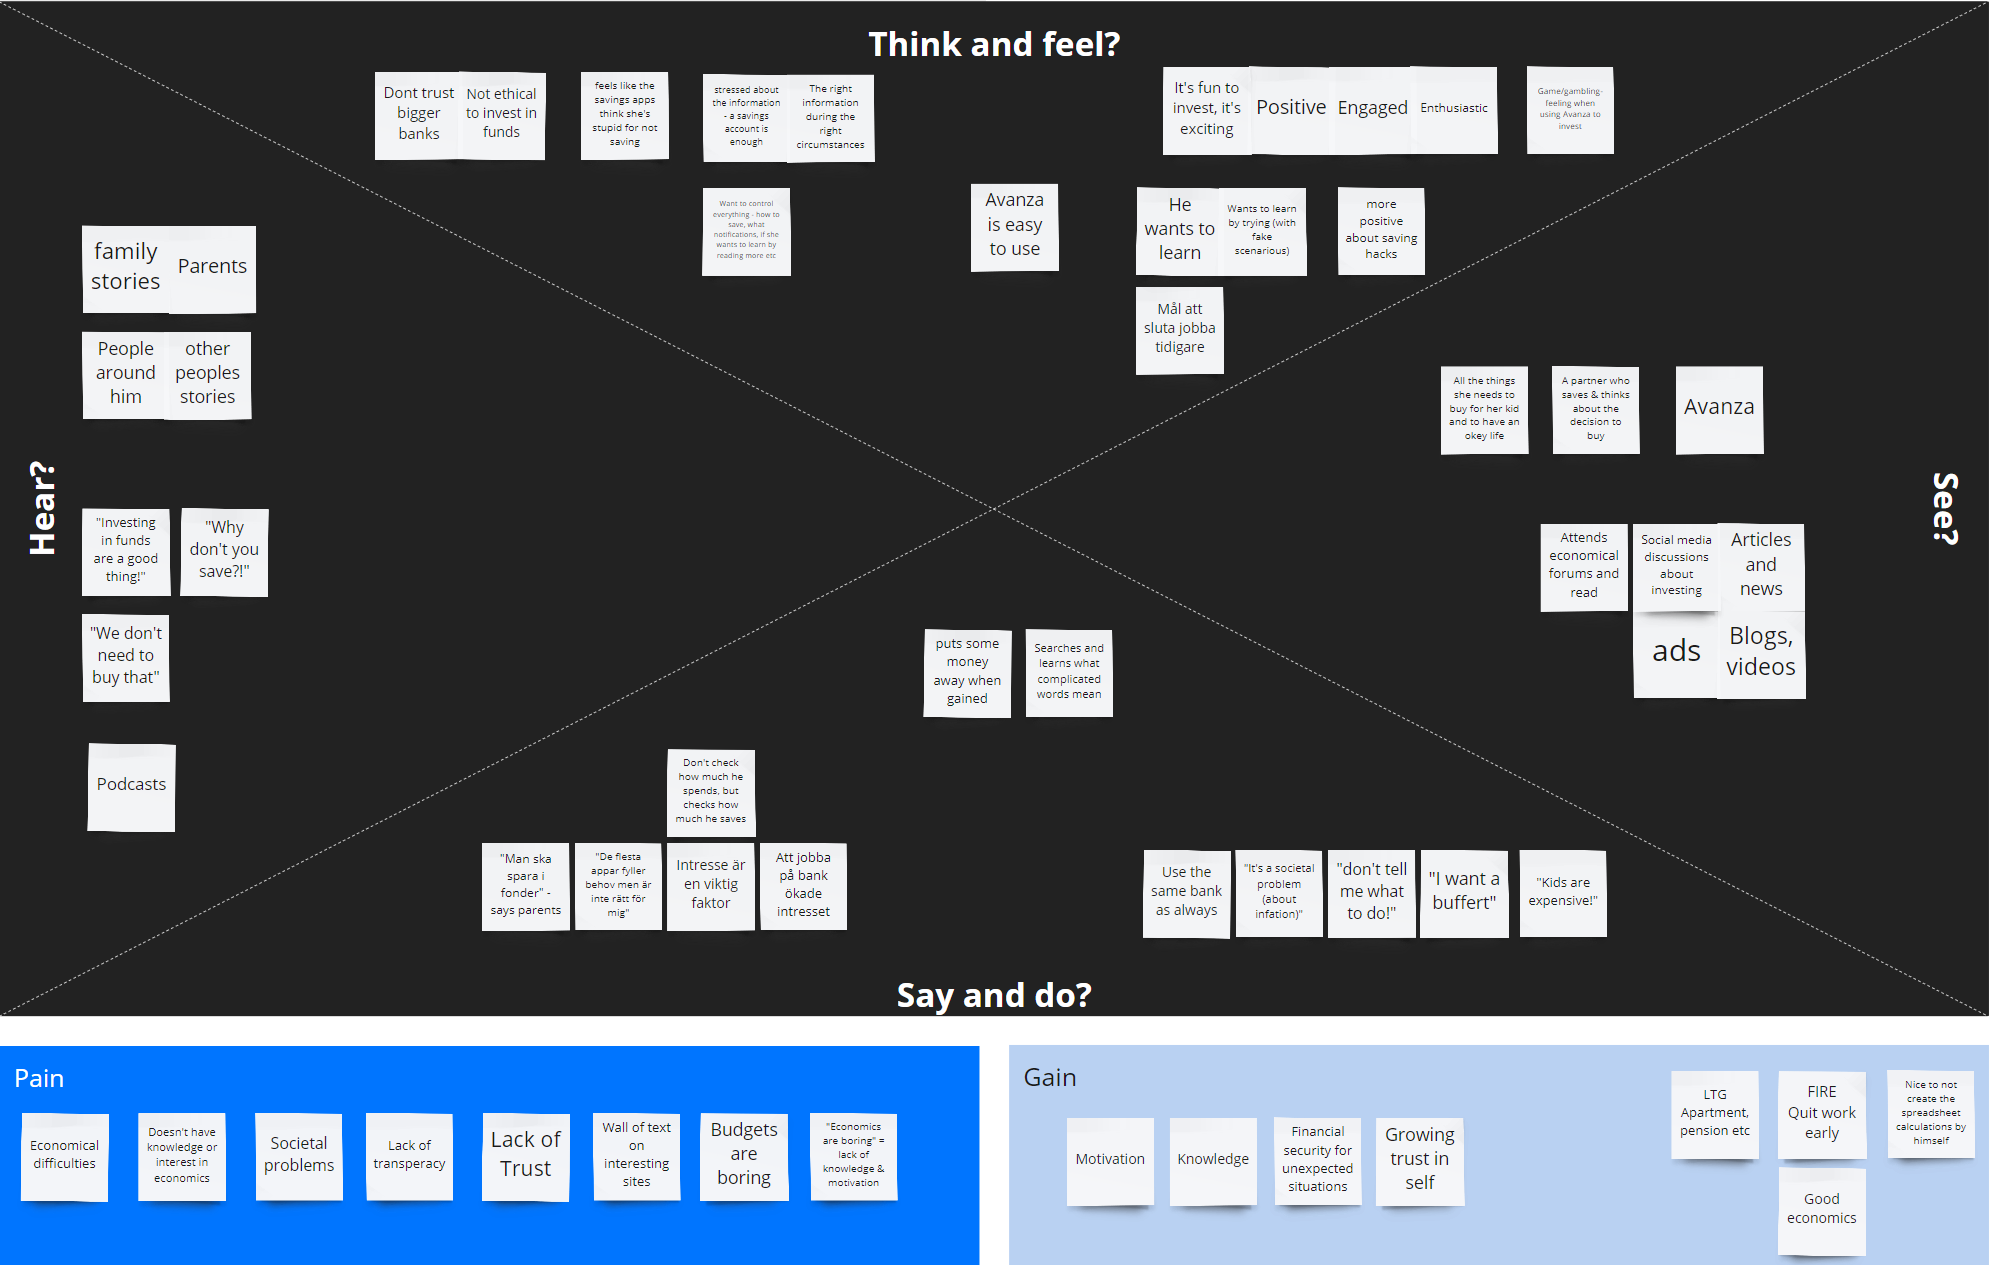 Think and feel?
Dont trust
bigger
banks
Not ethical
to invest in
funds
feels like the
savings apps
think she's
stupid for not
saving
stressed about
the information
- a savings
account is
enough
The right
information
during the
right
circumstances
Want to control
everything - how to
save, what
notifications, if she
wants to learn by
reading more etc
Avanza
is easy
to use
It's fun to
invest, it's
exciting
Positive
Engaged
Enthusiastic
Game/gambling-
feeling when
using Avanza to
invest
He
wants to
learn
Wants to learn
by trying (with
fake
scenarious)
more
positive
about saving
hacks
Mål att
sluta jobba
tidigare
Hear?
family
stories
Parents
People
around
him
other
peoples
stories
"Investing
in funds
are a good
thing!"
"Why
don't you
save?!"
"We don't
need to
buy that"
Podcasts
See?
All the things
she needs to
buy for her kid
and to have an
okey life
A partner who
saves & thinks
about the
decision to
buy
Avanza
Attends
economical
forums and
read
Social media
discussions
about
investing
Articles
and
news
ads
Blogs,
videos
puts some
money
away when
gained
Searches and
learns what
complicated
words mean
Don't check
how much he
spends, but
checks how
much he saves
"Man ska
spara i
fonder" -
says parents
"De flesta
appar fyller
behov men är
inte rätt för
mig"
Intresse är
en viktig
faktor
Att jobba
på bank
ökade
intresset
Use the
same bank
as always
"It's a societal
problem
(about
infation)"
"don't tell
me what
to do!"
"I want a
buffert"
"Kids are
expensive!"
Say and do?
Pain
Economical
difficulties
Doesn't have
knowledge or
interest in
economics
Societal
problems
Lack of
transperacy
Lack of
Trust
Wall of text
on
interesting
sites
Budgets
are
boring
"Economics
are boring" =
lack of
knowledge &
motivation
Gain
Motivation
Knowledge
Financial
security for
unexpected
situations
Growing
trust in
self
LTG
Apartment,
pension etc
FIRE
Quit work
early
Nice to not
create the
spreadsheet
calculations by
himself
Good
economics